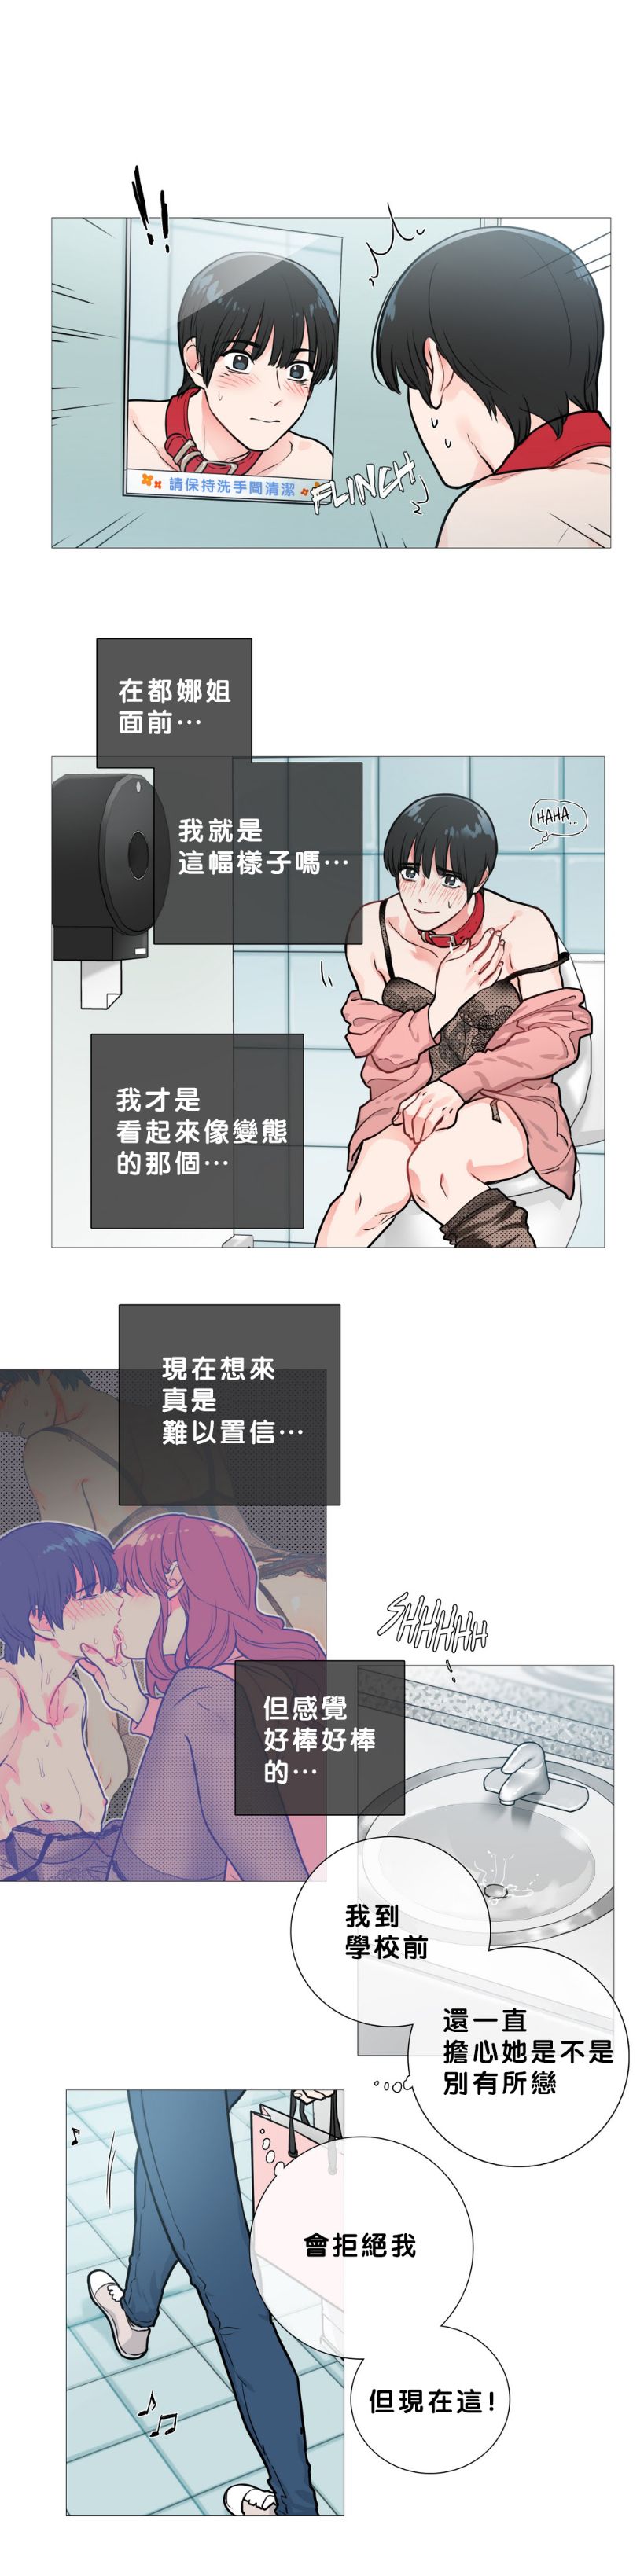 請保持洗手間清潔
FLINCH
在都娜姐
面前…
我就是
這幅樣子嗎…
HAHA..
我才是
看起來像變態
的那個…
現在想來
真是
難以置信…
SHHHHHH
但感覺
好棒好棒
的…
我到
學校前
還一直
擔心她是不是
別有所戀
會拒絕我
但現在這!